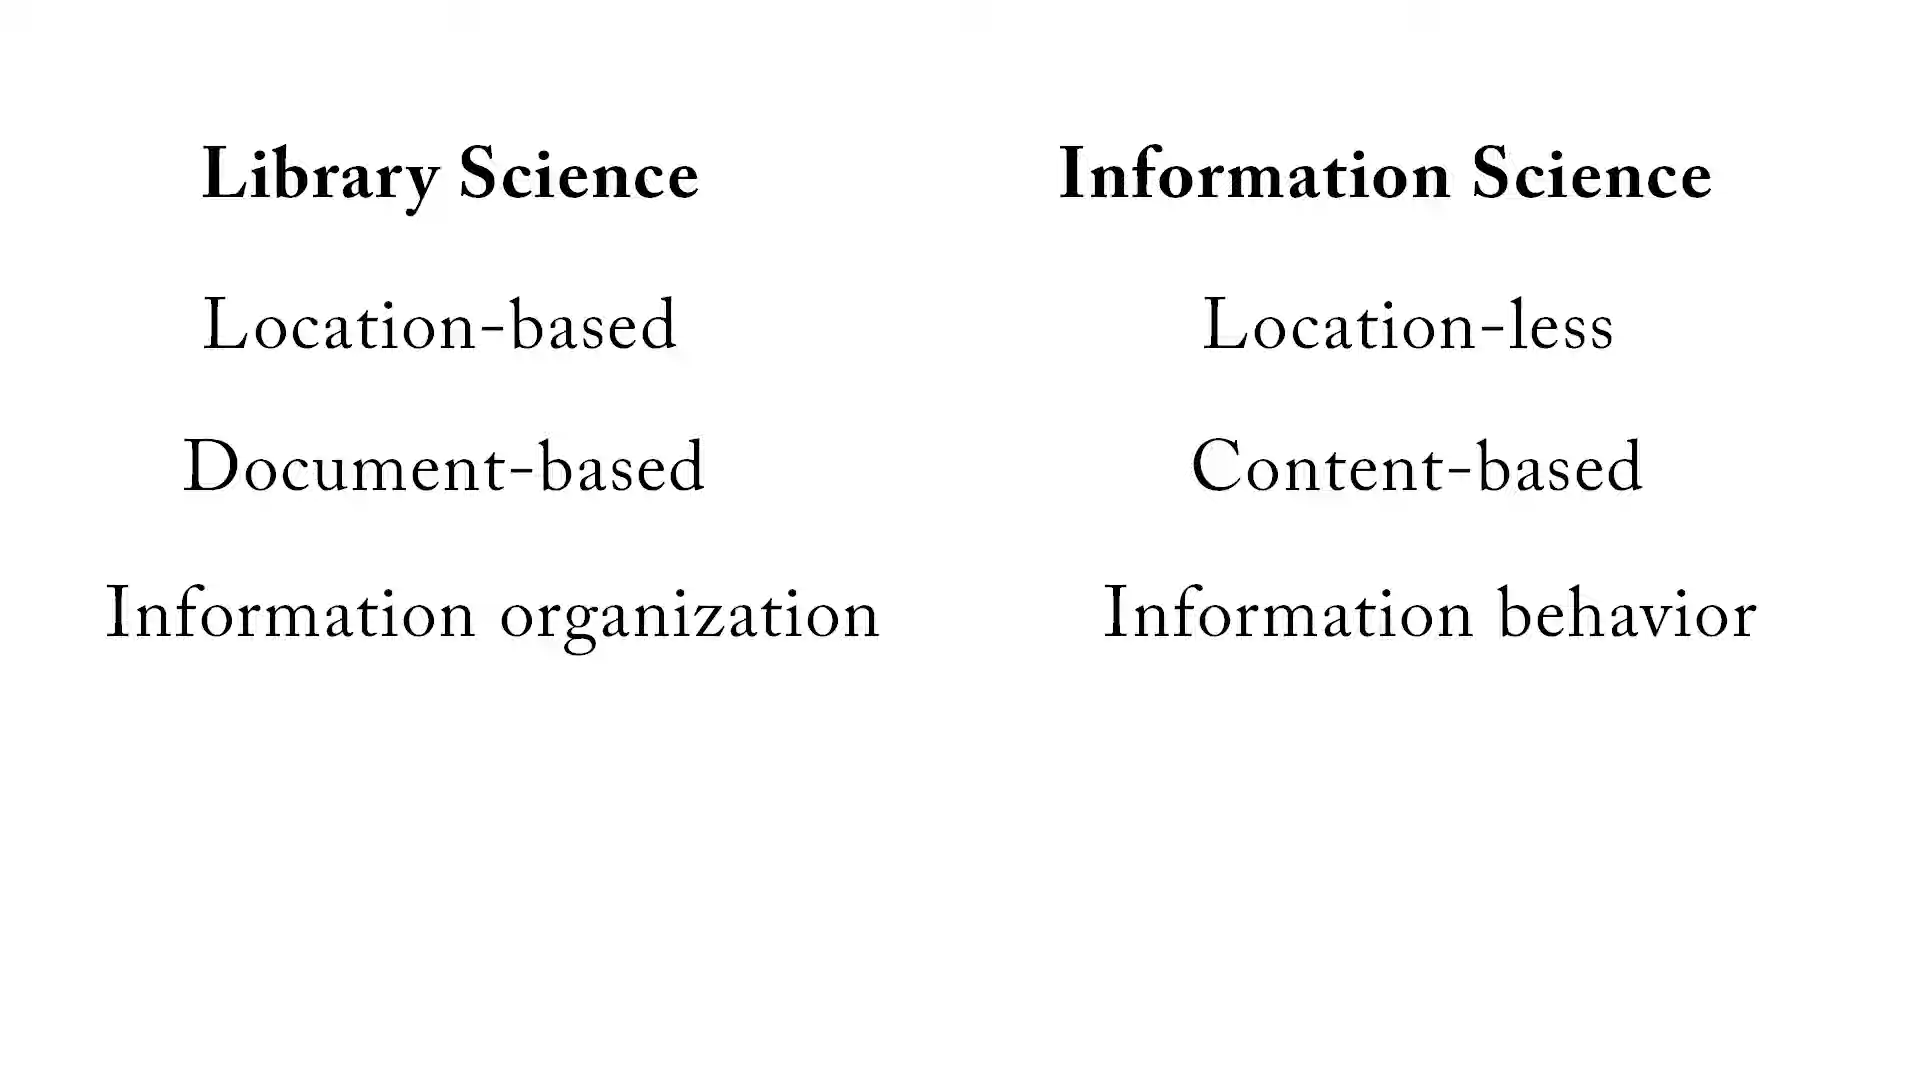 Library Science
Information Science
Location-based
Location-less
Document-based
Content-based
Information organization
Information behavior